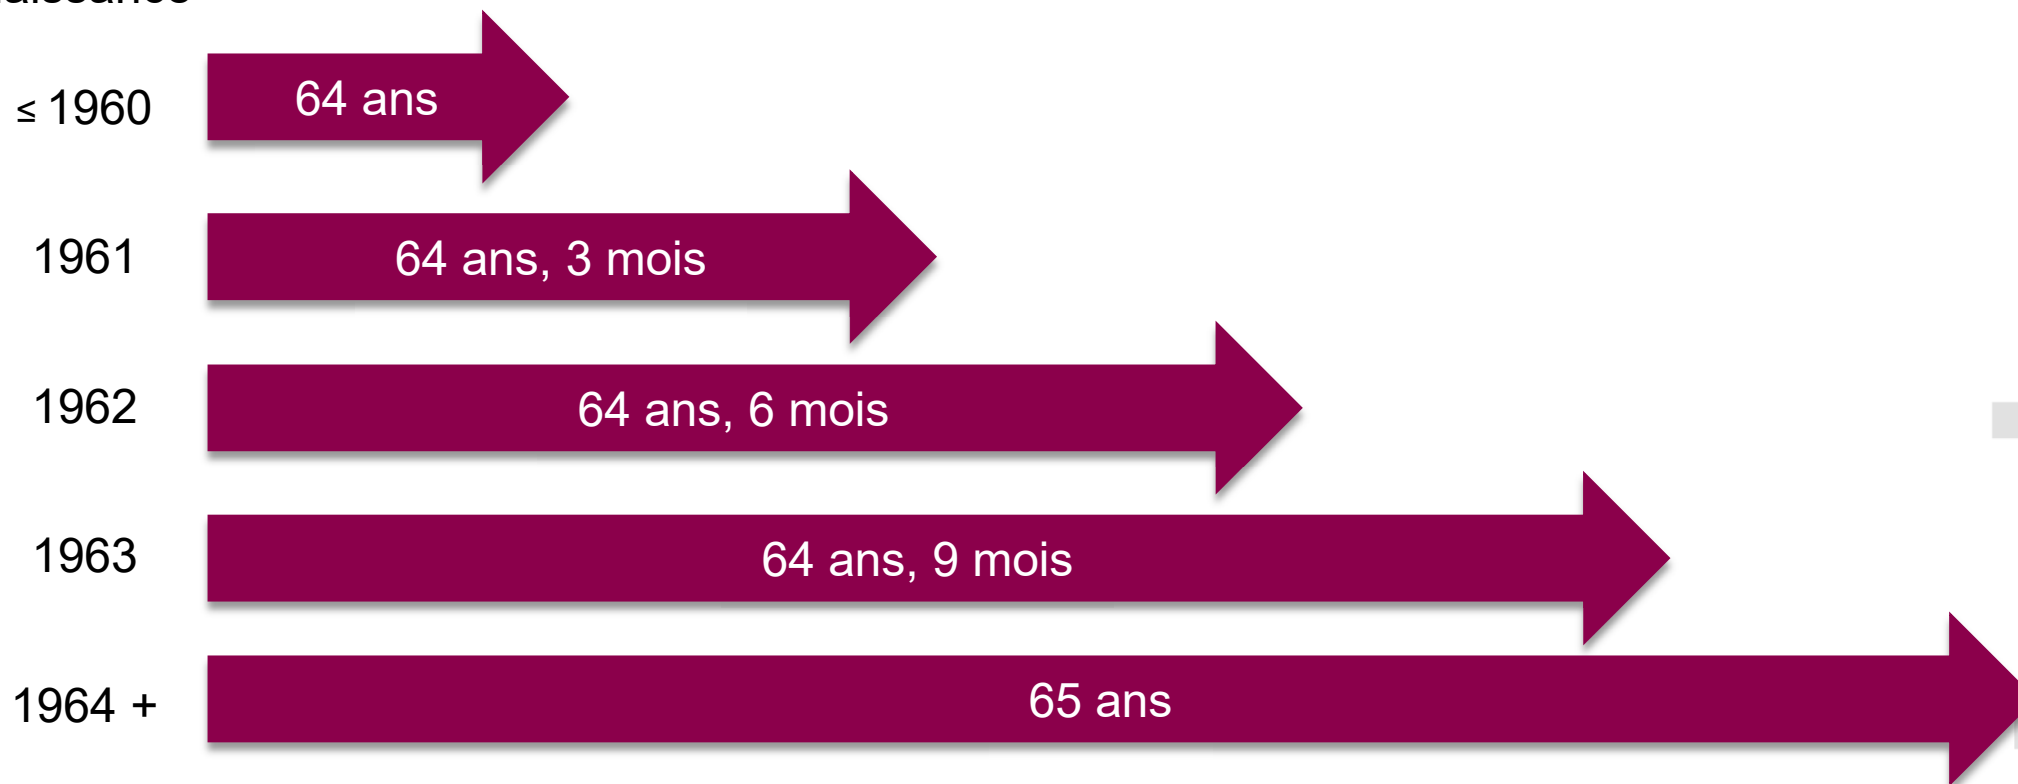 ≤ 1960
64 ans
1961
64 ans, 3 mois
1962
64 ans, 6 mois
1963
64 ans, 9 mois
1964 +
65 ans